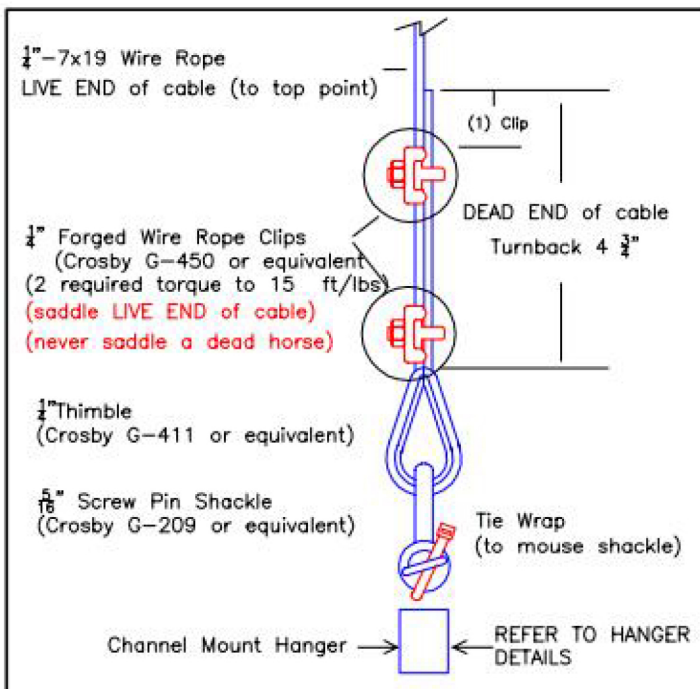 1/4"-7x19 Wire Rope
LIVE END of cable (to top point)
(1) Clip
DEAD END of cable
Turnback 4 3/4"
1/4" Forged Wire Rope Clips
(Crosby G-450 or equivalent
(2 required torque to 15 ft/lbs)
(saddle LIVE END of cable)
(never saddle a dead horse)
1/4"Thimble
(Crosby G-411 or equivalent)
5/16" Screw Pin Shackle
(Crosby G-209 or equivalent)
Tie Wrap
(to mouse shackle)
Channel Mount Hanger
REFER TO HANGER
DETAILS